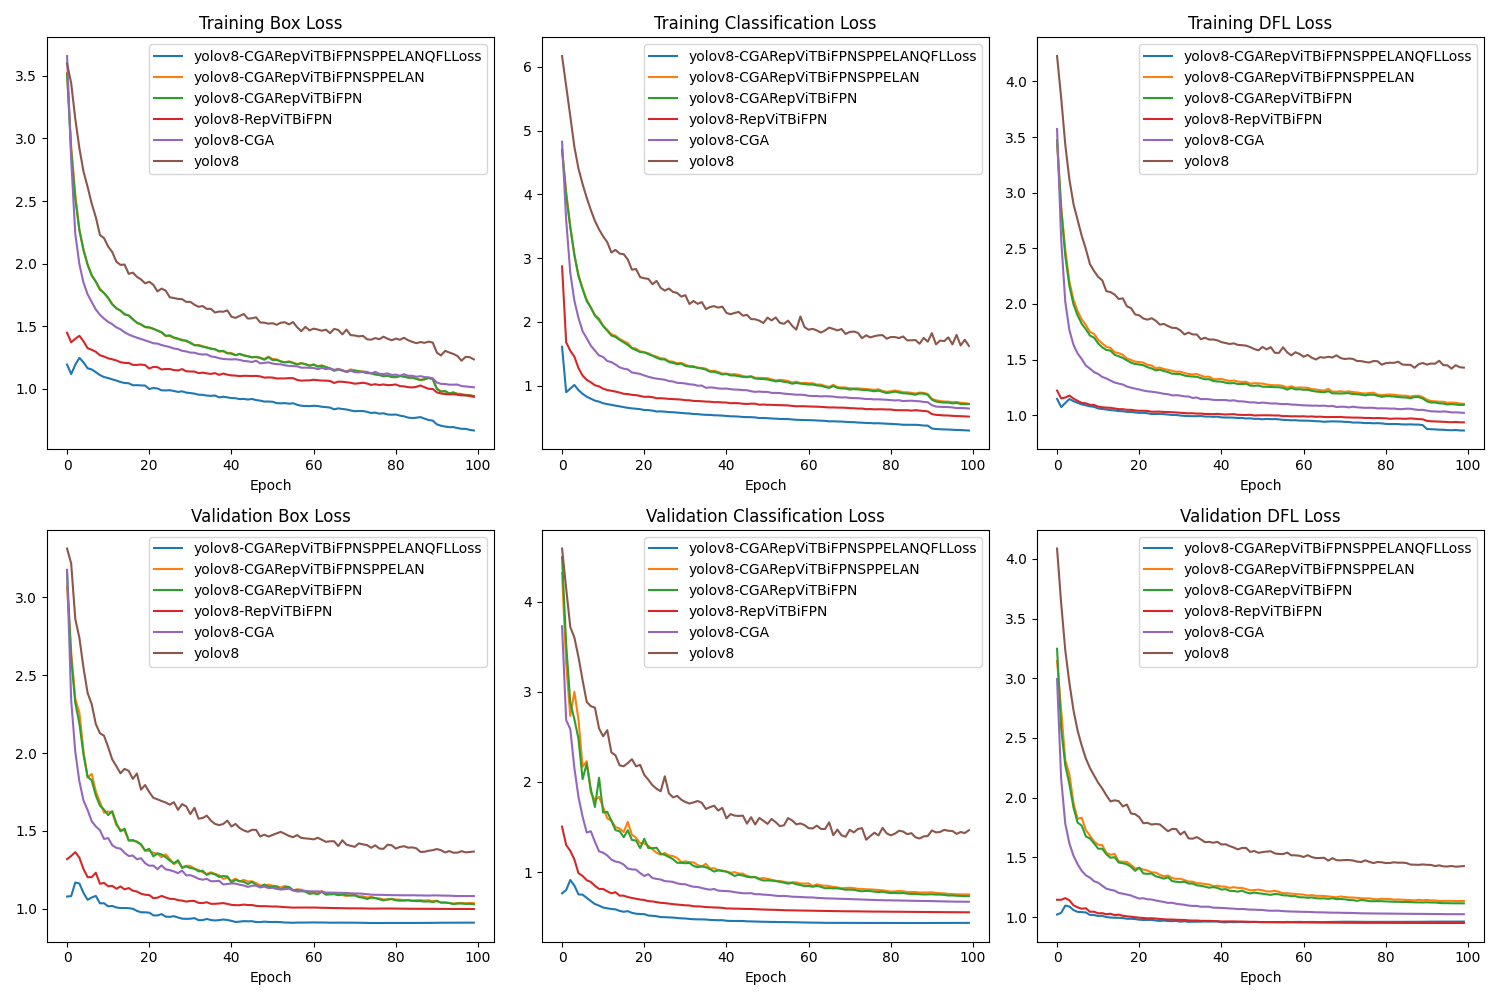 Training Box Loss
yolov8-CGARepViTBiFPNSPPELANQFLLoss
yolov8-CGARepViTBiFPNSPPELAN
yolov8-CGARepViTBiFPN
yolov8-RepViTBiFPN
yolov8-CGA
yolov8
3.5
3.0
2.5
2.0
1.5
1.0
0 20 40 60 80 100
Epoch
Training Classification Loss
yolov8-CGARepViTBiFPNSPPELANQFLLoss
yolov8-CGARepViTBiFPNSPPELAN
yolov8-CGARepViTBiFPN
yolov8-RepViTBiFPN
yolov8-CGA
yolov8
6
5
4
3
2
1
0 20 40 60 80 100
Epoch
Training DFL Loss
yolov8-CGARepViTBiFPNSPPELANQFLLoss
yolov8-CGARepViTBiFPNSPPELAN
yolov8-CGARepViTBiFPN
yolov8-RepViTBiFPN
yolov8-CGA
yolov8
4.0
3.5
3.0
2.5
2.0
1.5
1.0
0 20 40 60 80 100
Epoch
Validation Box Loss
yolov8-CGARepViTBiFPNSPPELANQFLLoss
yolov8-CGARepViTBiFPNSPPELAN
yolov8-CGARepViTBiFPN
yolov8-RepViTBiFPN
yolov8-CGA
yolov8
3.0
2.5
2.0
1.5
1.0
0 20 40 60 80 100
Epoch
Validation Classification Loss
yolov8-CGARepViTBiFPNSPPELANQFLLoss
yolov8-CGARepViTBiFPNSPPELAN
yolov8-CGARepViTBiFPN
yolov8-RepViTBiFPN
yolov8-CGA
yolov8
4
3
2
1
0 20 40 60 80 100
Epoch
Validation DFL Loss
yolov8-CGARepViTBiFPNSPPELANQFLLoss
yolov8-CGARepViTBiFPNSPPELAN
yolov8-CGARepViTBiFPN
yolov8-RepViTBiFPN
yolov8-CGA
yolov8
4.0
3.5
3.0
2.5
2.0
1.5
1.0
0 20 40 60 80 100
Epoch